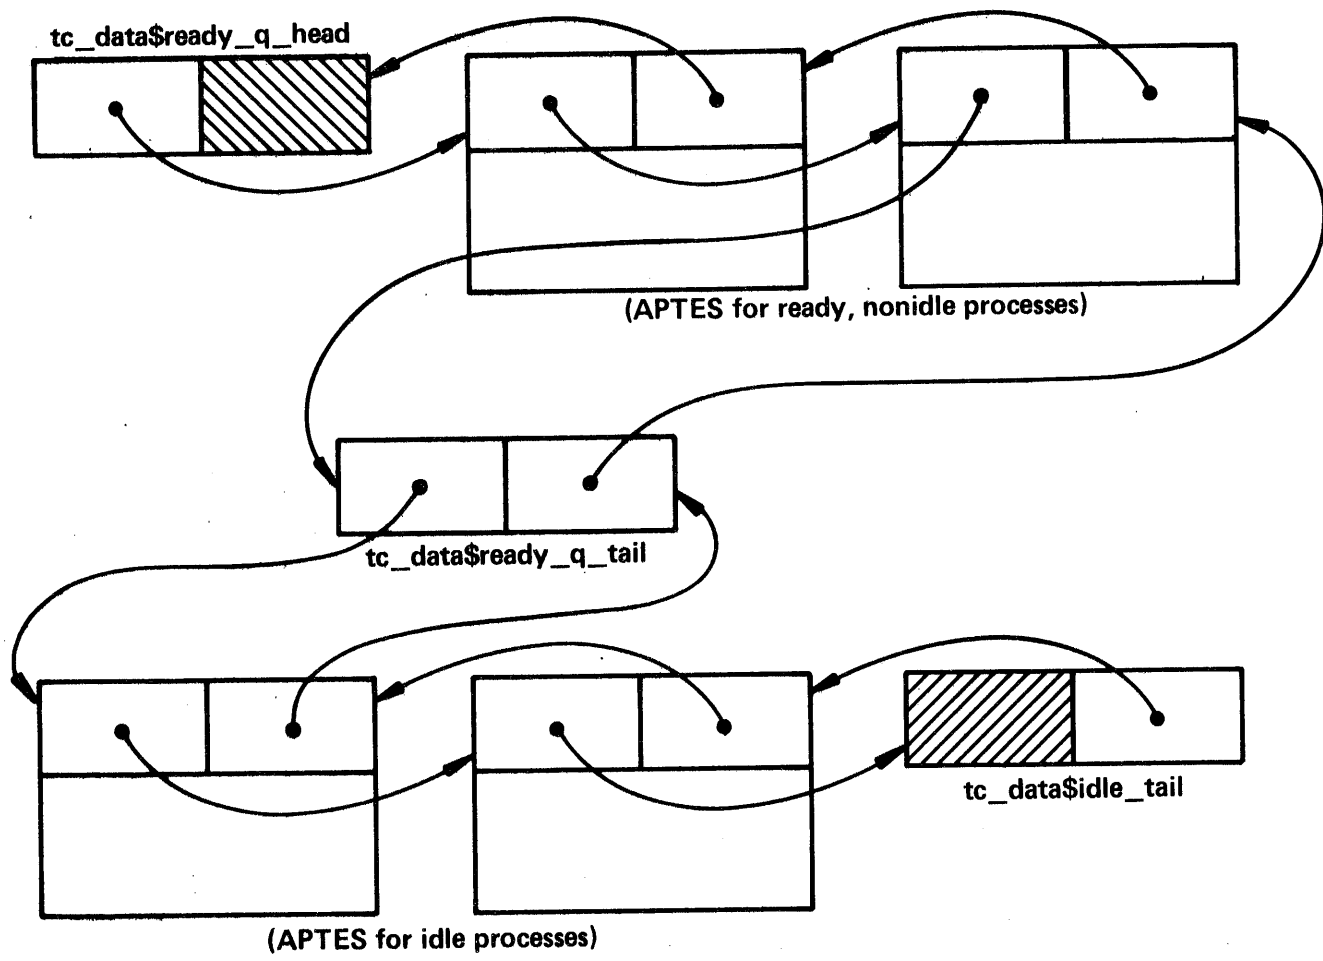 tc_data$ready_q_head
(APTES for ready, nonidle processes)
tc_data$ready_q_tail
tc_data$idle_tail
(APTES for idle processes)